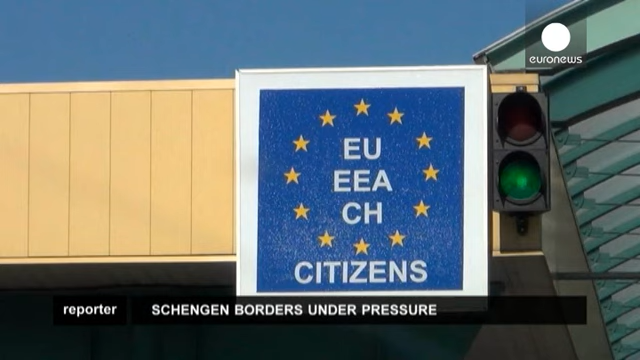 euronews
EU
EEA
CH
CITIZENS
reporter
SCHENGEN BORDERS UNDER PRESSURE